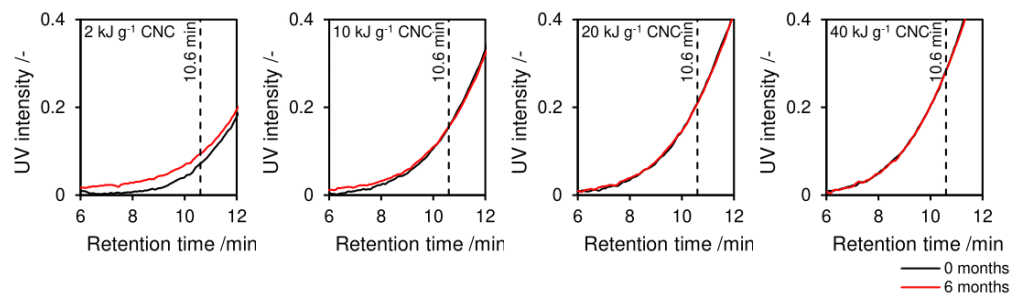 0.4
0.2
0
UV intensity /-
2 kJ g⁻¹ CNC
10.6 min
6 8 10 12
Retention time /min
0.4
0.2
0
UV intensity /-
10 kJ g⁻¹ CNC
10.6 min
6 8 10 12
Retention time /min
0.4
0.2
0
UV intensity /-
20 kJ g⁻¹ CNC
10.6 min
6 8 10 12
Retention time /min
0.4
0.2
0
UV intensity /-
40 kJ g⁻¹ CNC
10.6 min
6 8 10 12
Retention time /min
0 months
6 months